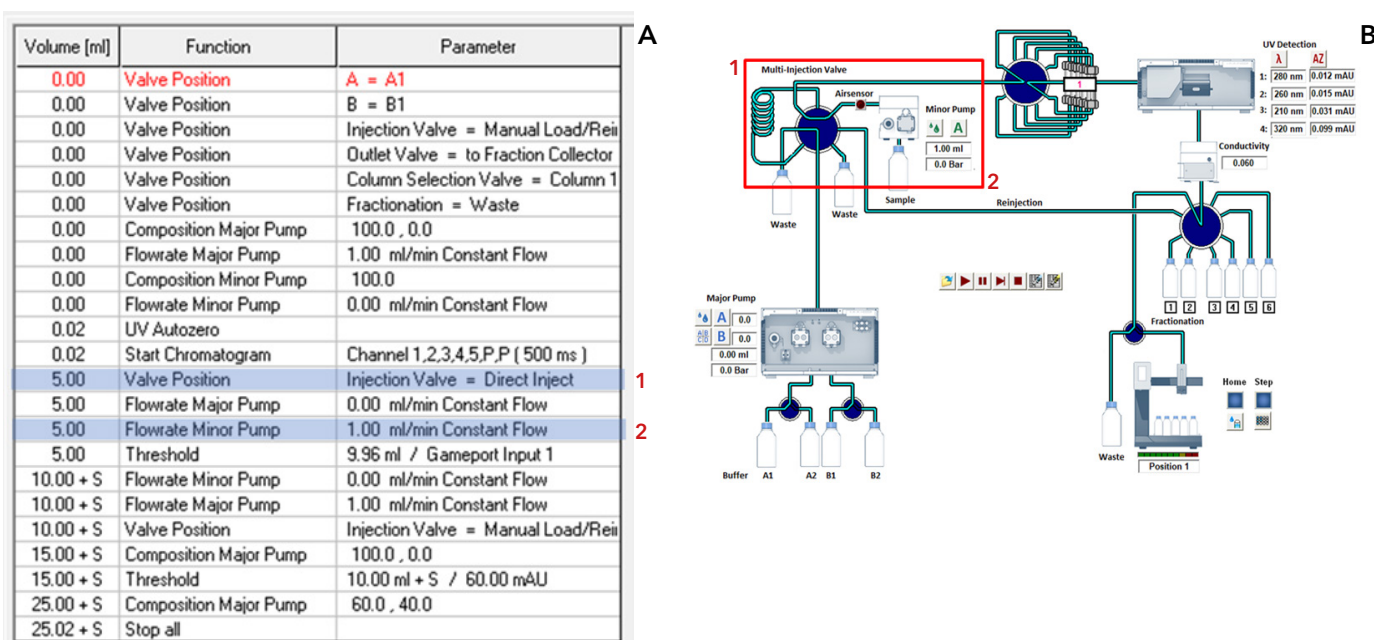 Volume [ml] Function Parameter
0.00 Valve Position A = A1
0.00 Valve Position B = B1
0.00 Valve Position Injection Valve = Manual Load/Rei
0.00 Valve Position Outlet Valve = to Fraction Collector
0.00 Valve Position Column Selection Valve = Column 1
0.00 Valve Position Fractionation = Waste
0.00 Composition Major Pump 100.0 , 0.0
0.00 Flowrate Major Pump 1.00 ml/min Constant Flow
0.00 Composition Minor Pump 100.0
0.00 Flowrate Minor Pump 0.00 ml/min Constant Flow
0.02 UV Autozero
0.02 Start Chromatogram Channel 1,2,3,4,5,P,P ( 500 ms )
5.00 Valve Position Injection Valve = Direct Inject 1
5.00 Flowrate Major Pump 0.00 ml/min Constant Flow
5.00 Flowrate Minor Pump 1.00 ml/min Constant Flow 2
5.00 Threshold 9.96 ml / Gameport Input 1
10.00 + S Flowrate Minor Pump 0.00 ml/min Constant Flow
10.00 + S Flowrate Major Pump 1.00 ml/min Constant Flow
10.00 + S Valve Position Injection Valve = Manual Load/Rei
15.00 + S Composition Major Pump 100.0 , 0.0
15.00 + S Threshold 10.00 ml + S / 60.00 mAU
25.00 + S Composition Major Pump 60.0 , 40.0
25.02 + S Stop all
A
B
1
Multi-Injection Valve
Airsensor
Minor Pump
A
1.00 ml
0.0 Bar
2
Waste
Waste
Sample
1
UV Detection
λ AZ
1: 280 nm 0.012 mAU
2: 260 nm 0.015 mAU
3: 210 nm 0.031 mAU
4: 320 nm 0.099 mAU
Conductivity
0.060
Reinjection
1 2 3 4 5 6
Fractionation
Major Pump
A 0.0
B 0.0
0.00 ml
0.0 Bar
Buffer A1 A2 B1 B2
Home Step
Waste
Position 1